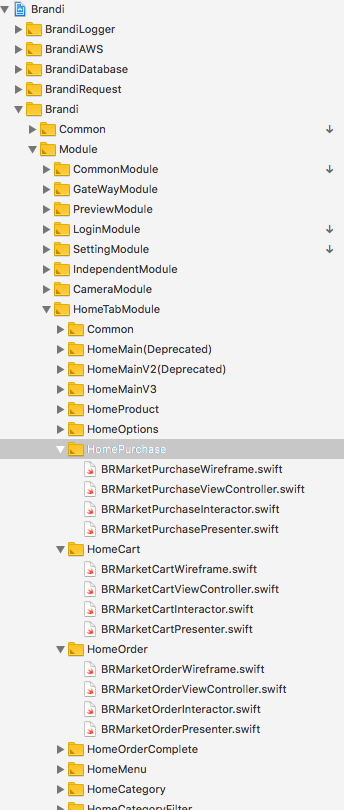 Brandi
BrandiLogger
BrandiAWS
BrandiDatabase
BrandiRequest
Brandi
Common
Module
CommonModule
GateWayModule
PreviewModule
LoginModule
SettingModule
IndependentModule
CameraModule
HomeTabModule
Common
HomeMain(Deprecated)
HomeMainV2(Deprecated)
HomeMainV3
HomeProduct
HomeOptions
HomePurchase
BRMarketPurchaseWireframe.swift
BRMarketPurchaseViewController.swift
BRMarketPurchaseInteractor.swift
BRMarketPurchasePresenter.swift
HomeCart
BRMarketCartWireframe.swift
BRMarketCartViewController.swift
BRMarketCartInteractor.swift
BRMarketCartPresenter.swift
HomeOrder
BRMarketOrderWireframe.swift
BRMarketOrderViewController.swift
BRMarketOrderInteractor.swift
BRMarketOrderPresenter.swift
HomeOrderComplete
HomeMenu
HomeCategory
HomeCategoryFilter